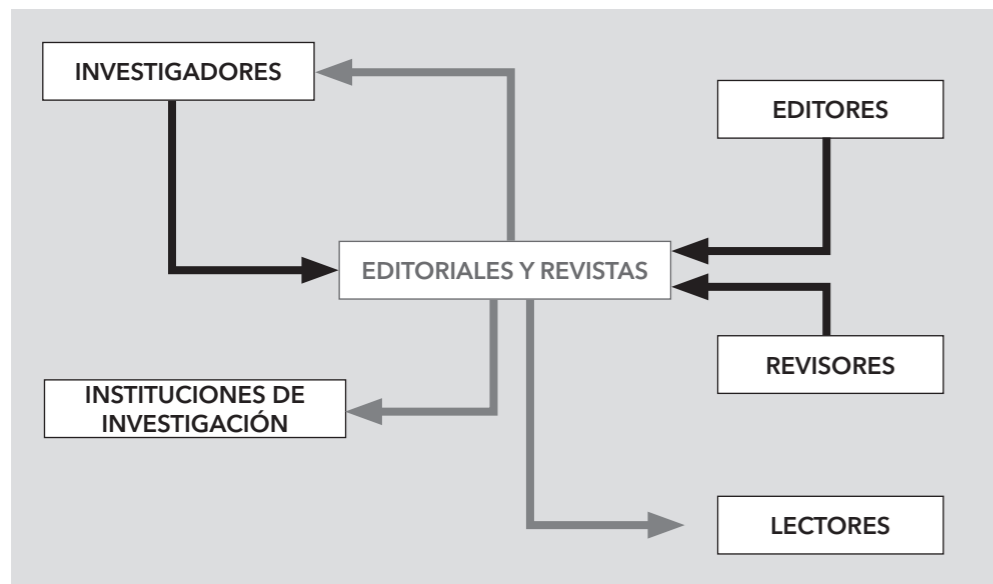 INVESTIGADORES
EDITORES
EDITORIALES Y REVISTAS
REVISORES
INSTITUCIONES DE
INVESTIGACIÓN
LECTORES